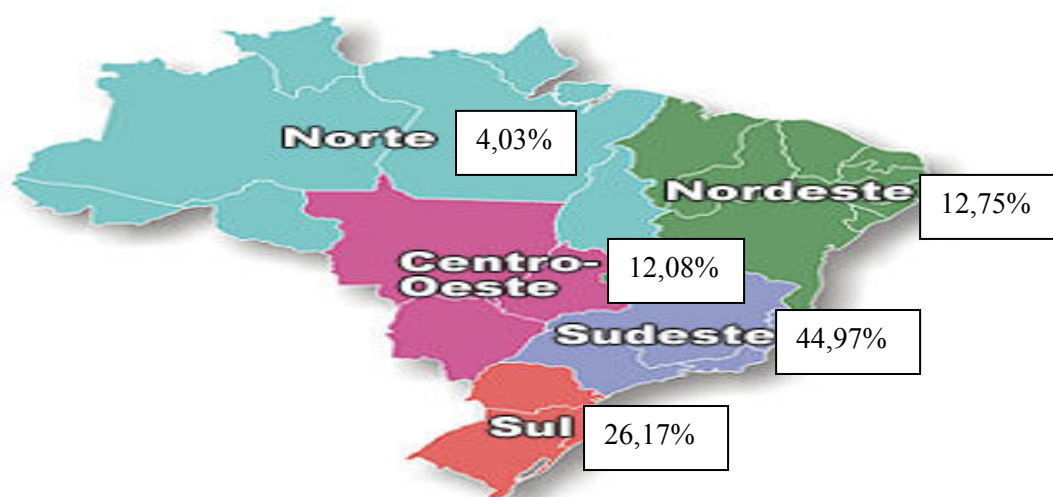 Norte
4,03%
Nordeste
12,75%
Centro-
Oeste
12,08%
Sudeste
44,97%
Sul
26,17%